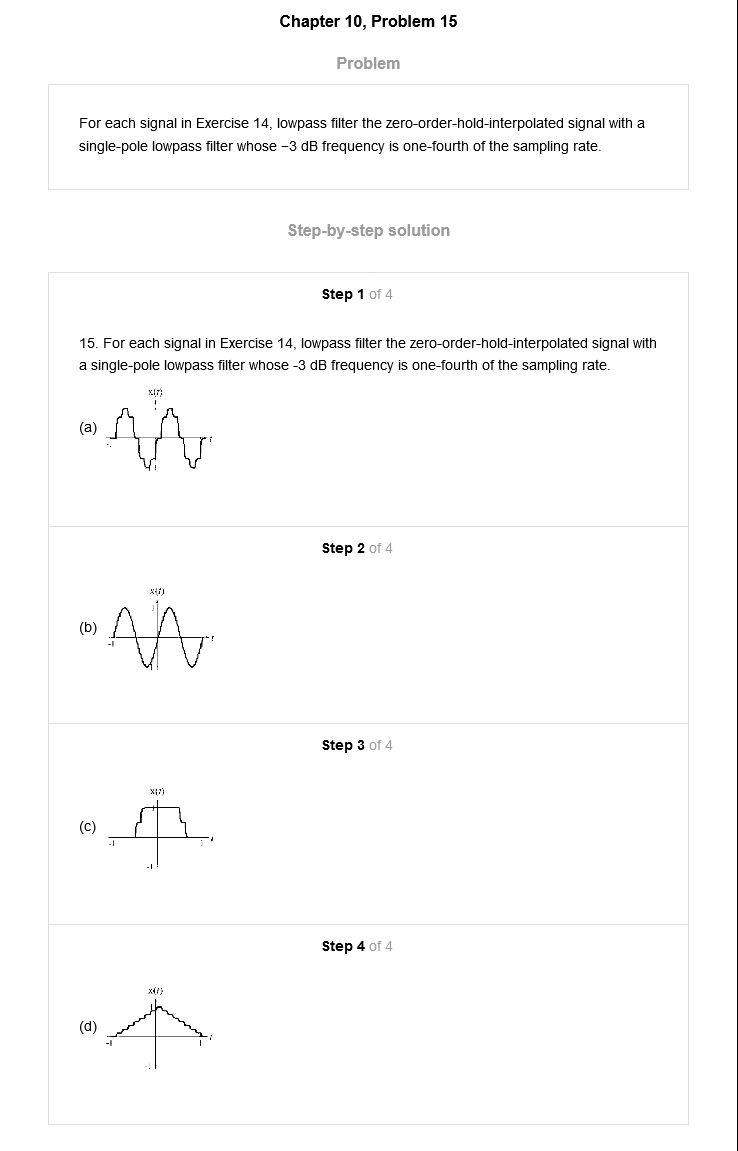 Chapter 10, Problem 15
Problem
For each signal in Exercise 14, lowpass filter the zero-order-hold-interpolated signal with a
single-pole lowpass filter whose −3 dB frequency is one-fourth of the sampling rate.
Step-by-step solution
Step 1 of 4
15. For each signal in Exercise 14, lowpass filter the zero-order-hold-interpolated signal with
a single-pole lowpass filter whose -3 dB frequency is one-fourth of the sampling rate.
x(t)
(a)
t
Step 2 of 4
x(t)
1
(b)
-1
t
Step 3 of 4
x(t)
(c)
-1
1
t
-1
Step 4 of 4
x(t)
1
(d)
-1
1
t
-1